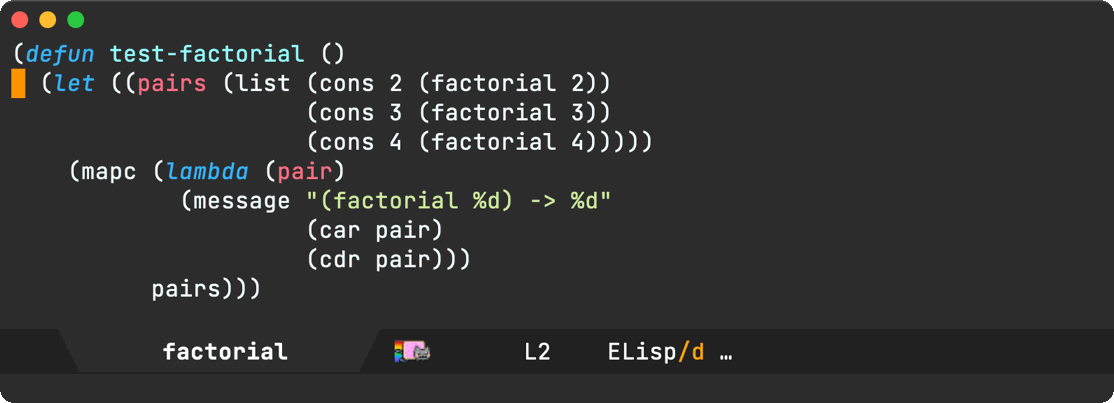 (defun test-factorial ()
  (let ((pairs (list (cons 2 (factorial 2))
                     (cons 3 (factorial 3))
                     (cons 4 (factorial 4)))))
    (mapc (lambda (pair)
            (message "(factorial %d) -> %d"
                     (car pair)
                     (cdr pair)))
          pairs)))
factorial L2 ELisp/d …